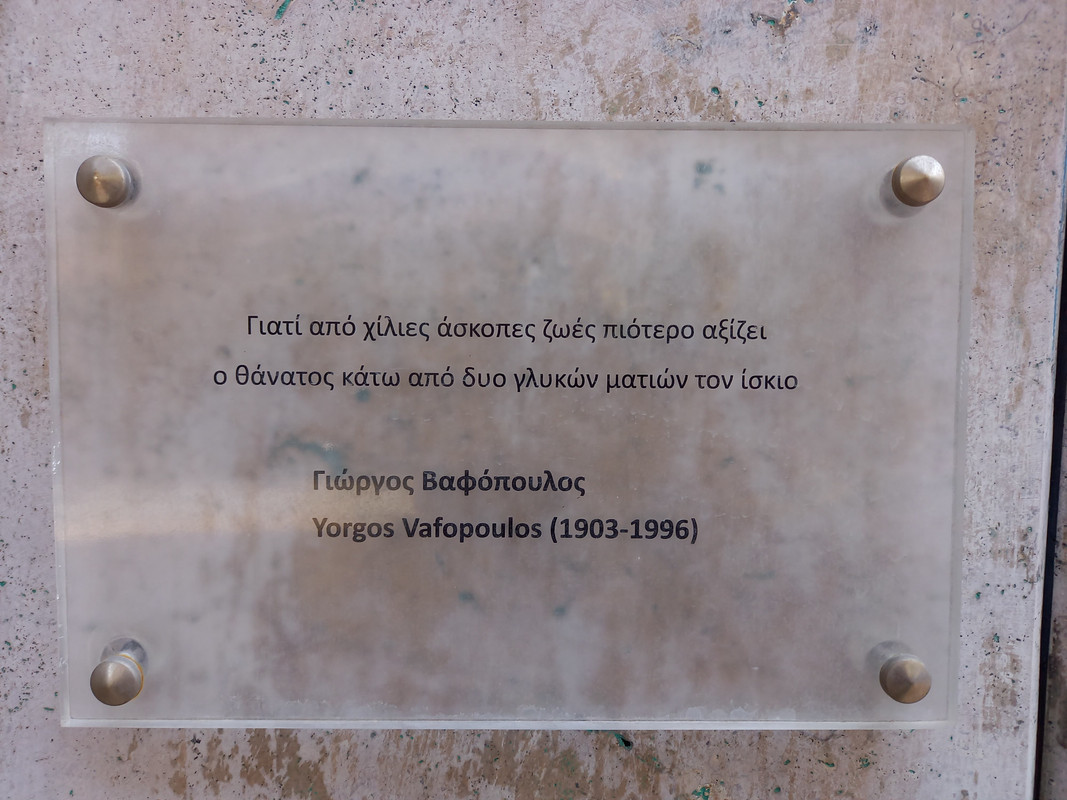 Γιατί από χίλιες άσκοπες ζωές πιότερο αξίζει
ο θάνατος κάτω από δυο γλυκών ματιών τον ίσκιο
Γιώργος Βαφόπουλος
Yorgos Vafopoulos (1903-1996)